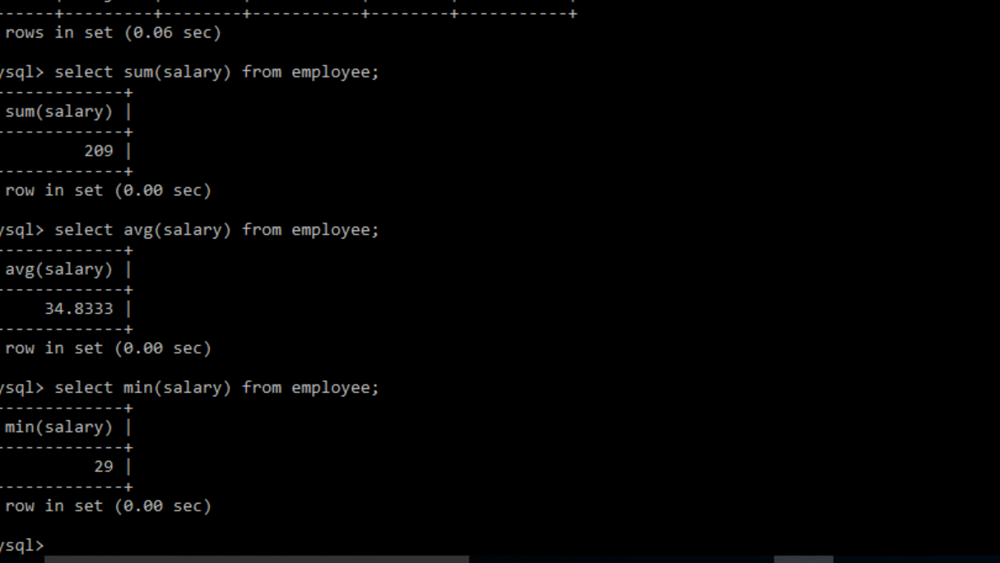 ------+---------+--------+-----------+--------+-----------+
rows in set (0.06 sec)
ysql> select sum(salary) from employee;
-------------+
sum(salary) |
-------------+
209 |
-------------+
row in set (0.00 sec)
ysql> select avg(salary) from employee;
-------------+
avg(salary) |
-------------+
34.8333 |
-------------+
row in set (0.00 sec)
ysql> select min(salary) from employee;
-------------+
min(salary) |
-------------+
29 |
-------------+
row in set (0.00 sec)
ysql>